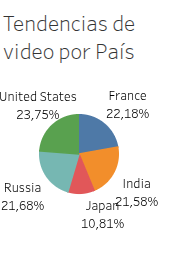 Tendencias de
video por País
United States
23,75%
France
22,18%
India
21,58%
Japan
10,81%
Russia
21,68%